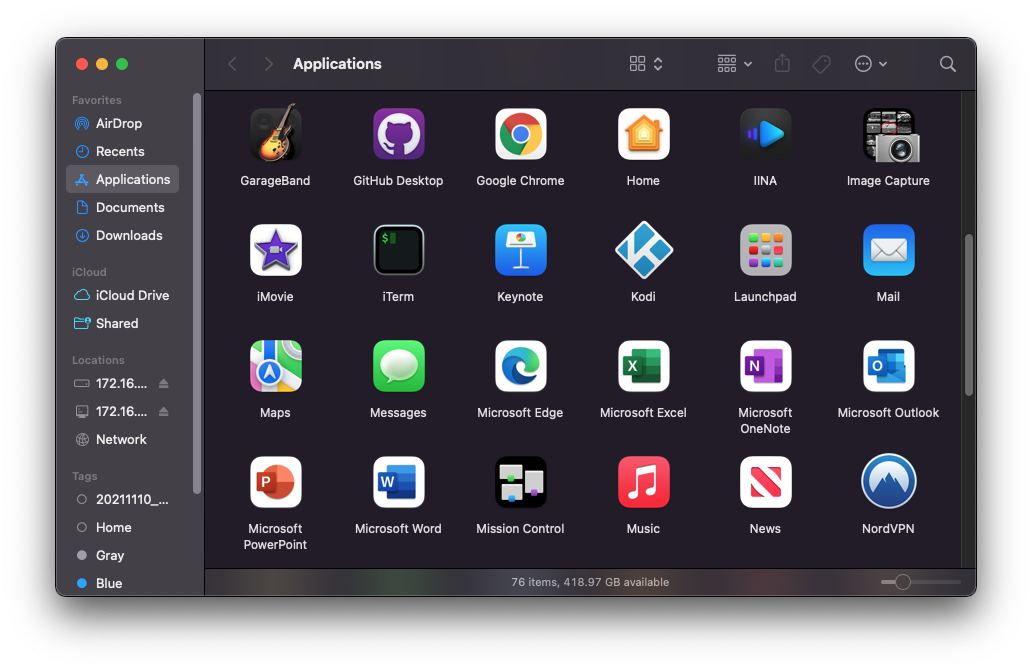 Applications
Favorites
AirDrop
Recents
Applications
Documents
Downloads
iCloud
iCloud Drive
Shared
Locations
172.16....
172.16....
Network
Tags
20211110_...
Home
Gray
Blue
GarageBand
GitHub Desktop
Google Chrome
Home
IINA
Image Capture
iMovie
$
iTerm
Keynote
Kodi
Launchpad
Mail
Maps
Messages
Microsoft Edge
X
Microsoft Excel
N
Microsoft
OneNote
O
Microsoft Outlook
P
Microsoft
PowerPoint
W
Microsoft Word
Mission Control
Music
News
NordVPN
76 items, 418.97 GB available